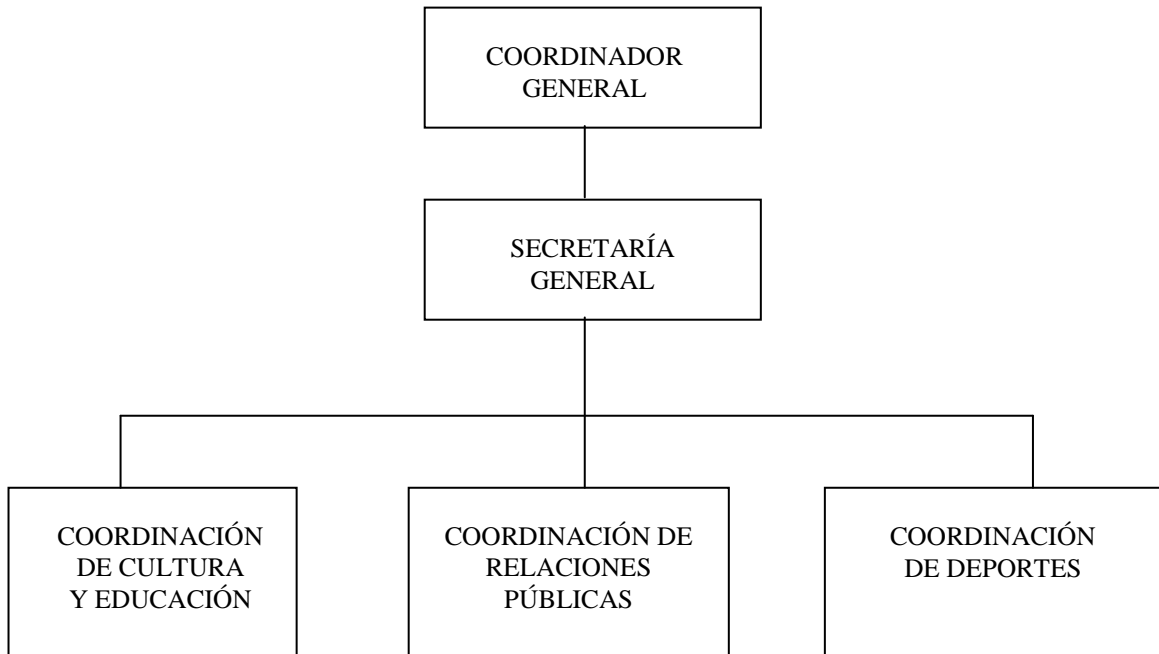 COORDINADOR
GENERAL
SECRETARÍA
GENERAL
COORDINACIÓN
DE CULTURA
Y EDUCACIÓN
COORDINACIÓN DE
RELACIONES
PÚBLICAS
COORDINACIÓN
DE DEPORTES